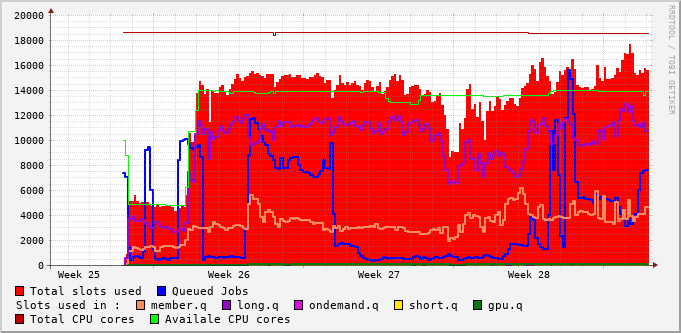 20000
18000
16000
14000
12000
10000
8000
6000
4000
2000
0
Week 25 Week 26 Week 27 Week 28
Total slots used Queued Jobs
Slots used in : member.q long.q ondemand.q short.q gpu.q
Total CPU cores Availale CPU cores
RRDTOOL / TOBI OETIKER